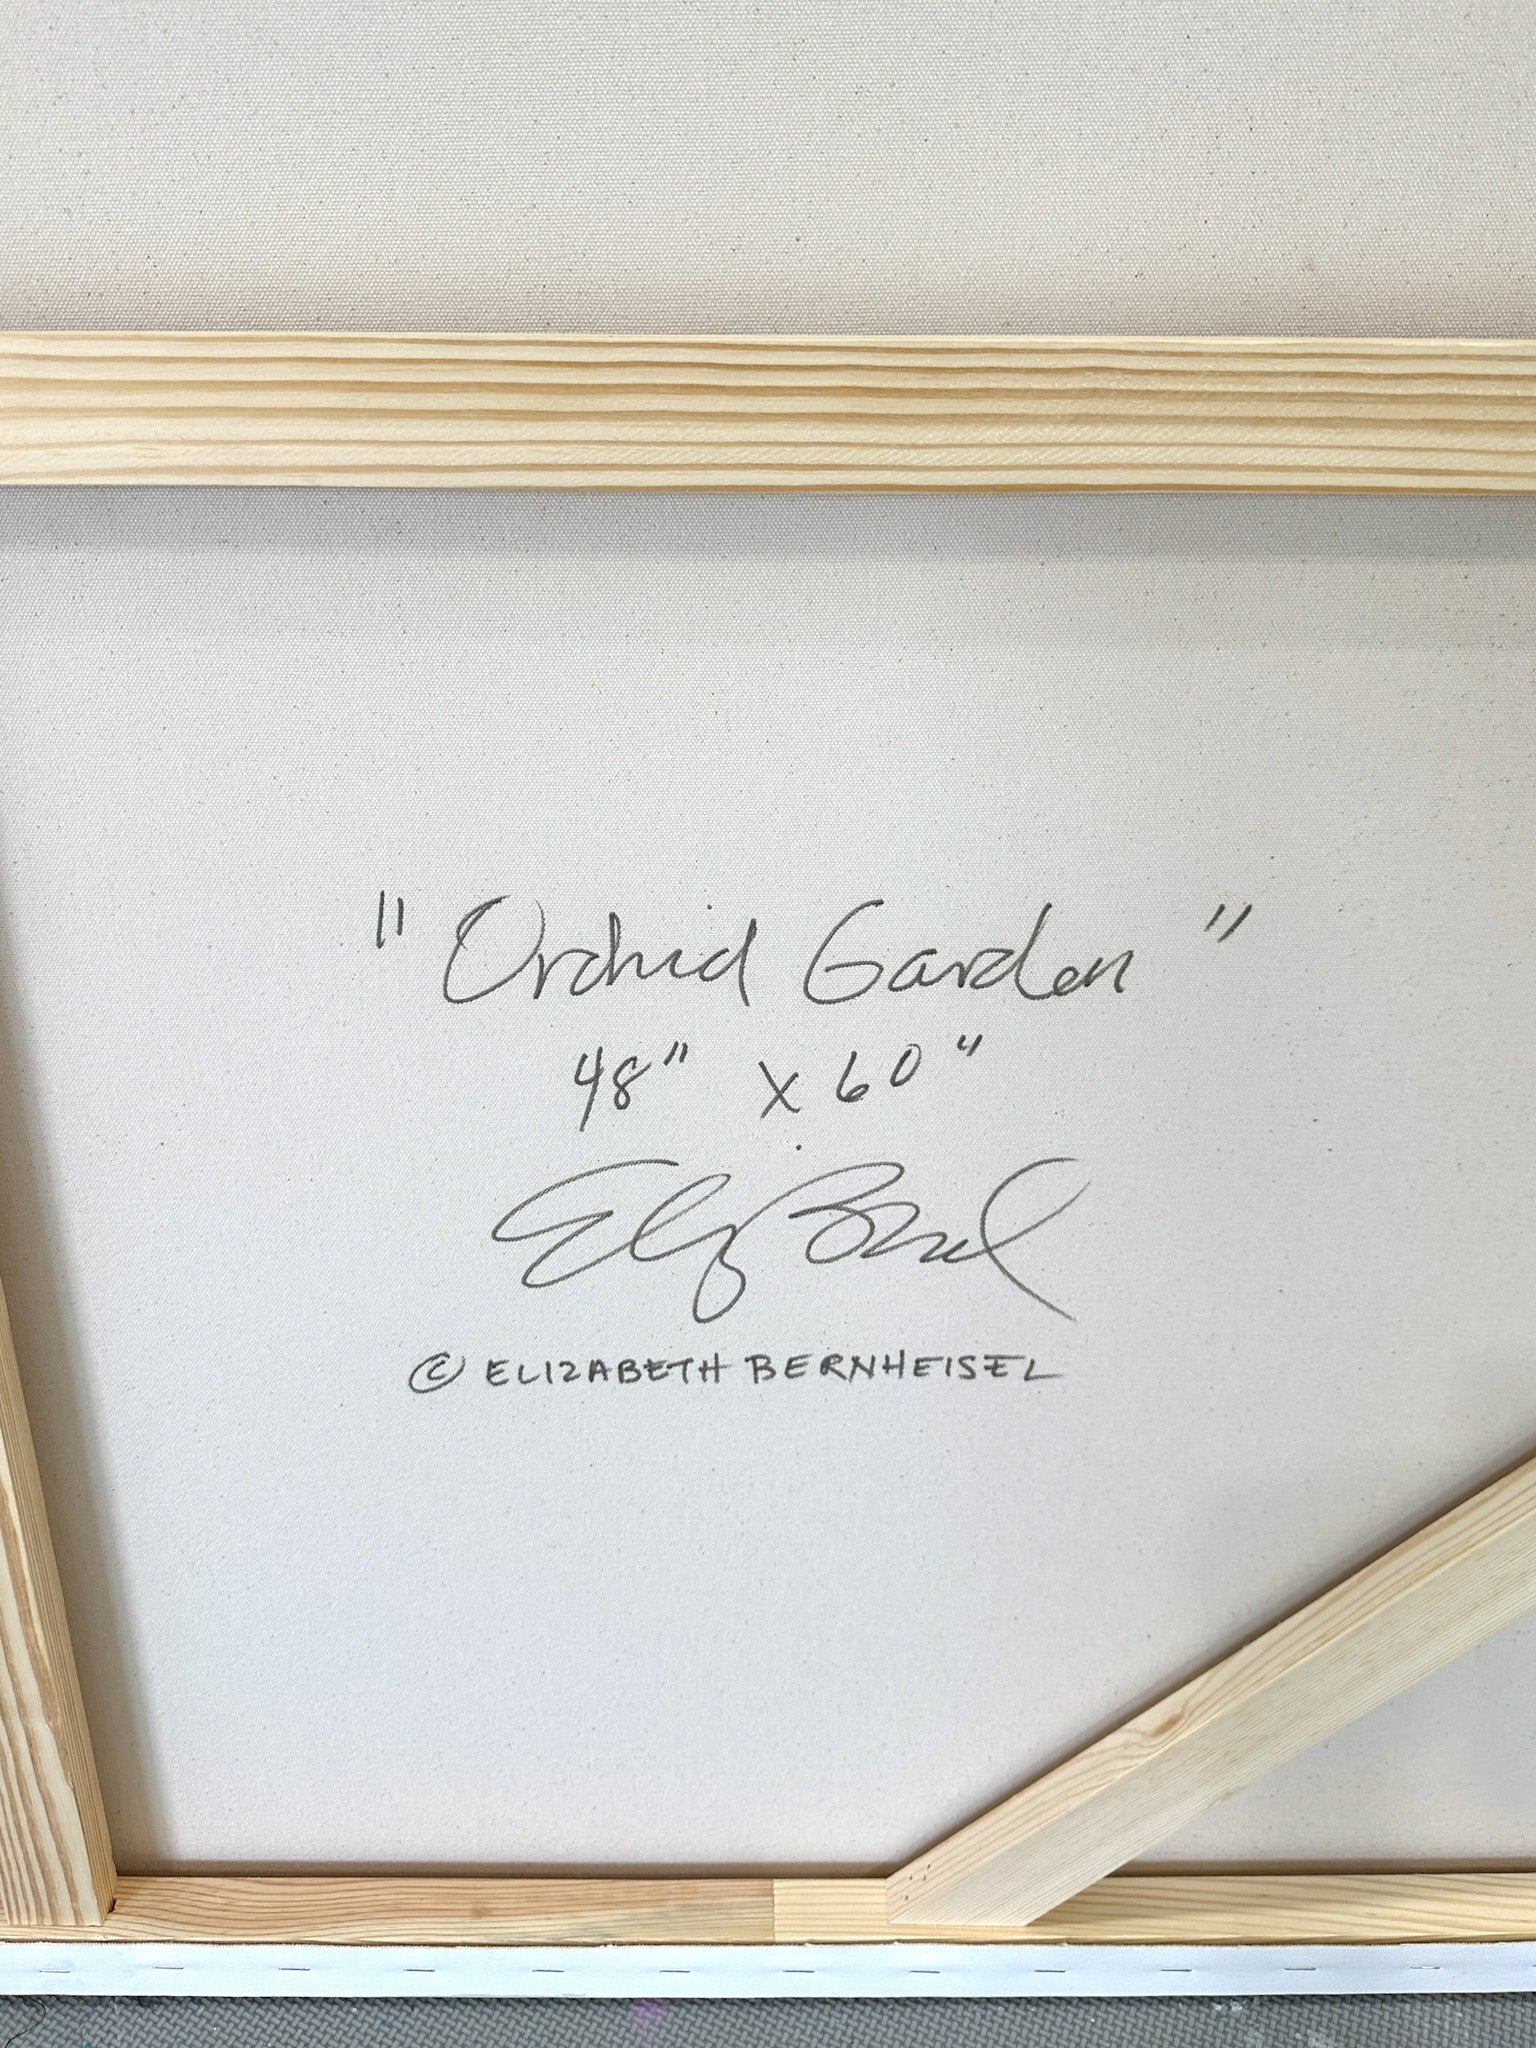 "Orchid Garden"
48" x 60"
© ELIZABETH BERNHEISEL